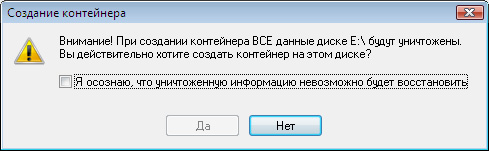 Создание контейнера
Внимание! При создании контейнера ВСЕ данные диске E:\ будут уничтожены.
Вы действительно хотите создать контейнер на этом диске?
Я осознаю, что уничтоженную информацию невозможно будет восстановить
Да
Нет